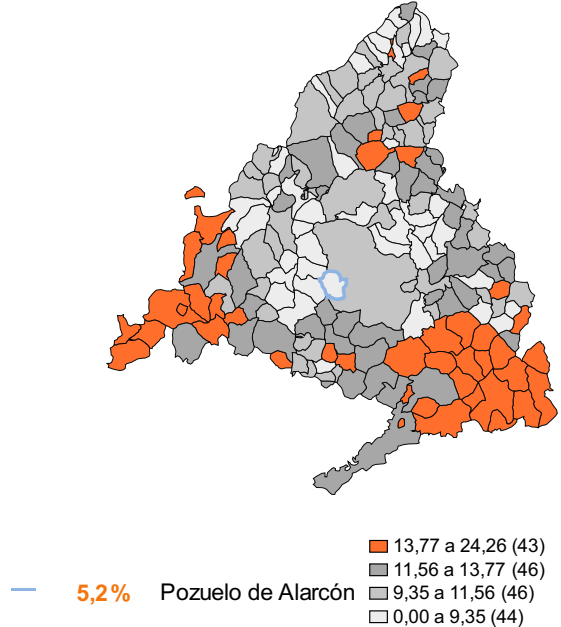 13,77 a 24,26 (43)
11,56 a 13,77 (46)
5,2 % Pozuelo de Alarcón
9,35 a 11,56 (46)
0,00 a 9,35 (44)